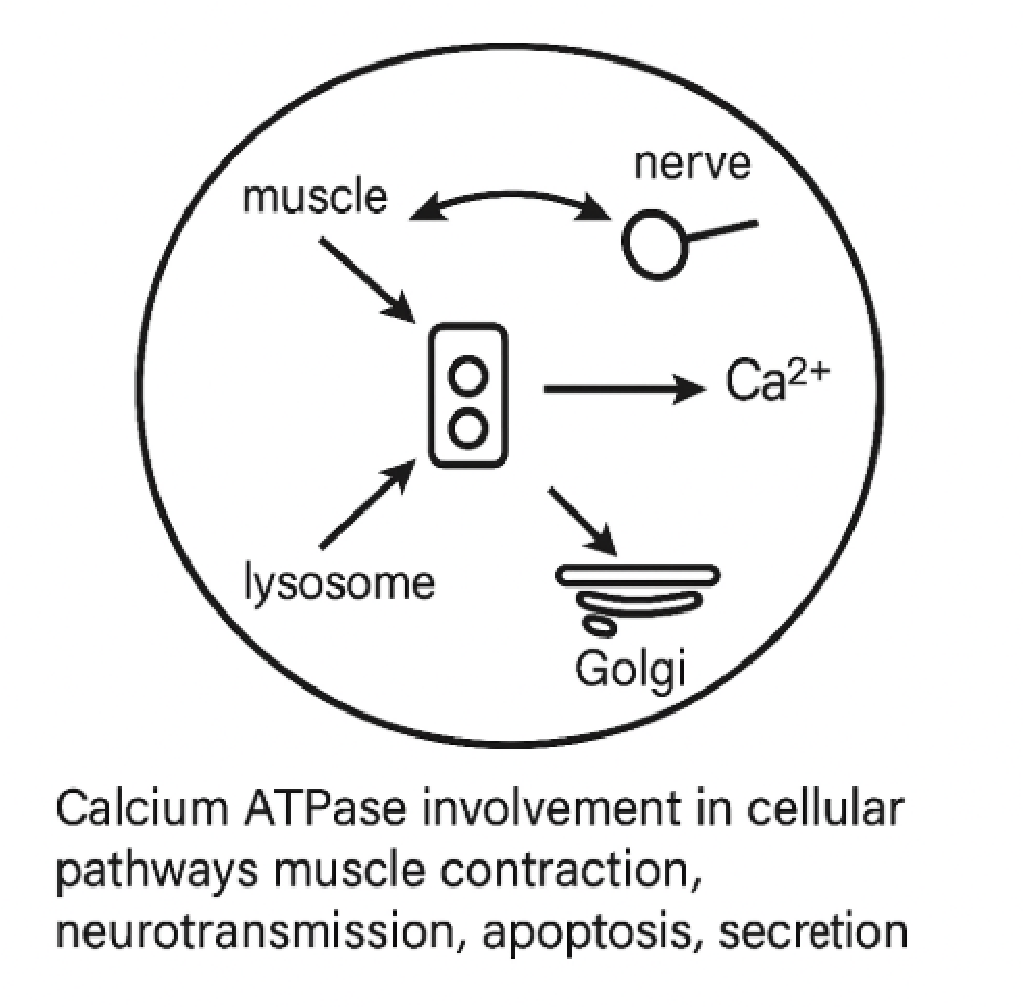 nerve
muscle
Ca²⁺
lysosome
Golgi
Calcium ATPase involvement in cellular
pathways muscle contraction,
neurotransmission, apoptosis, secretion